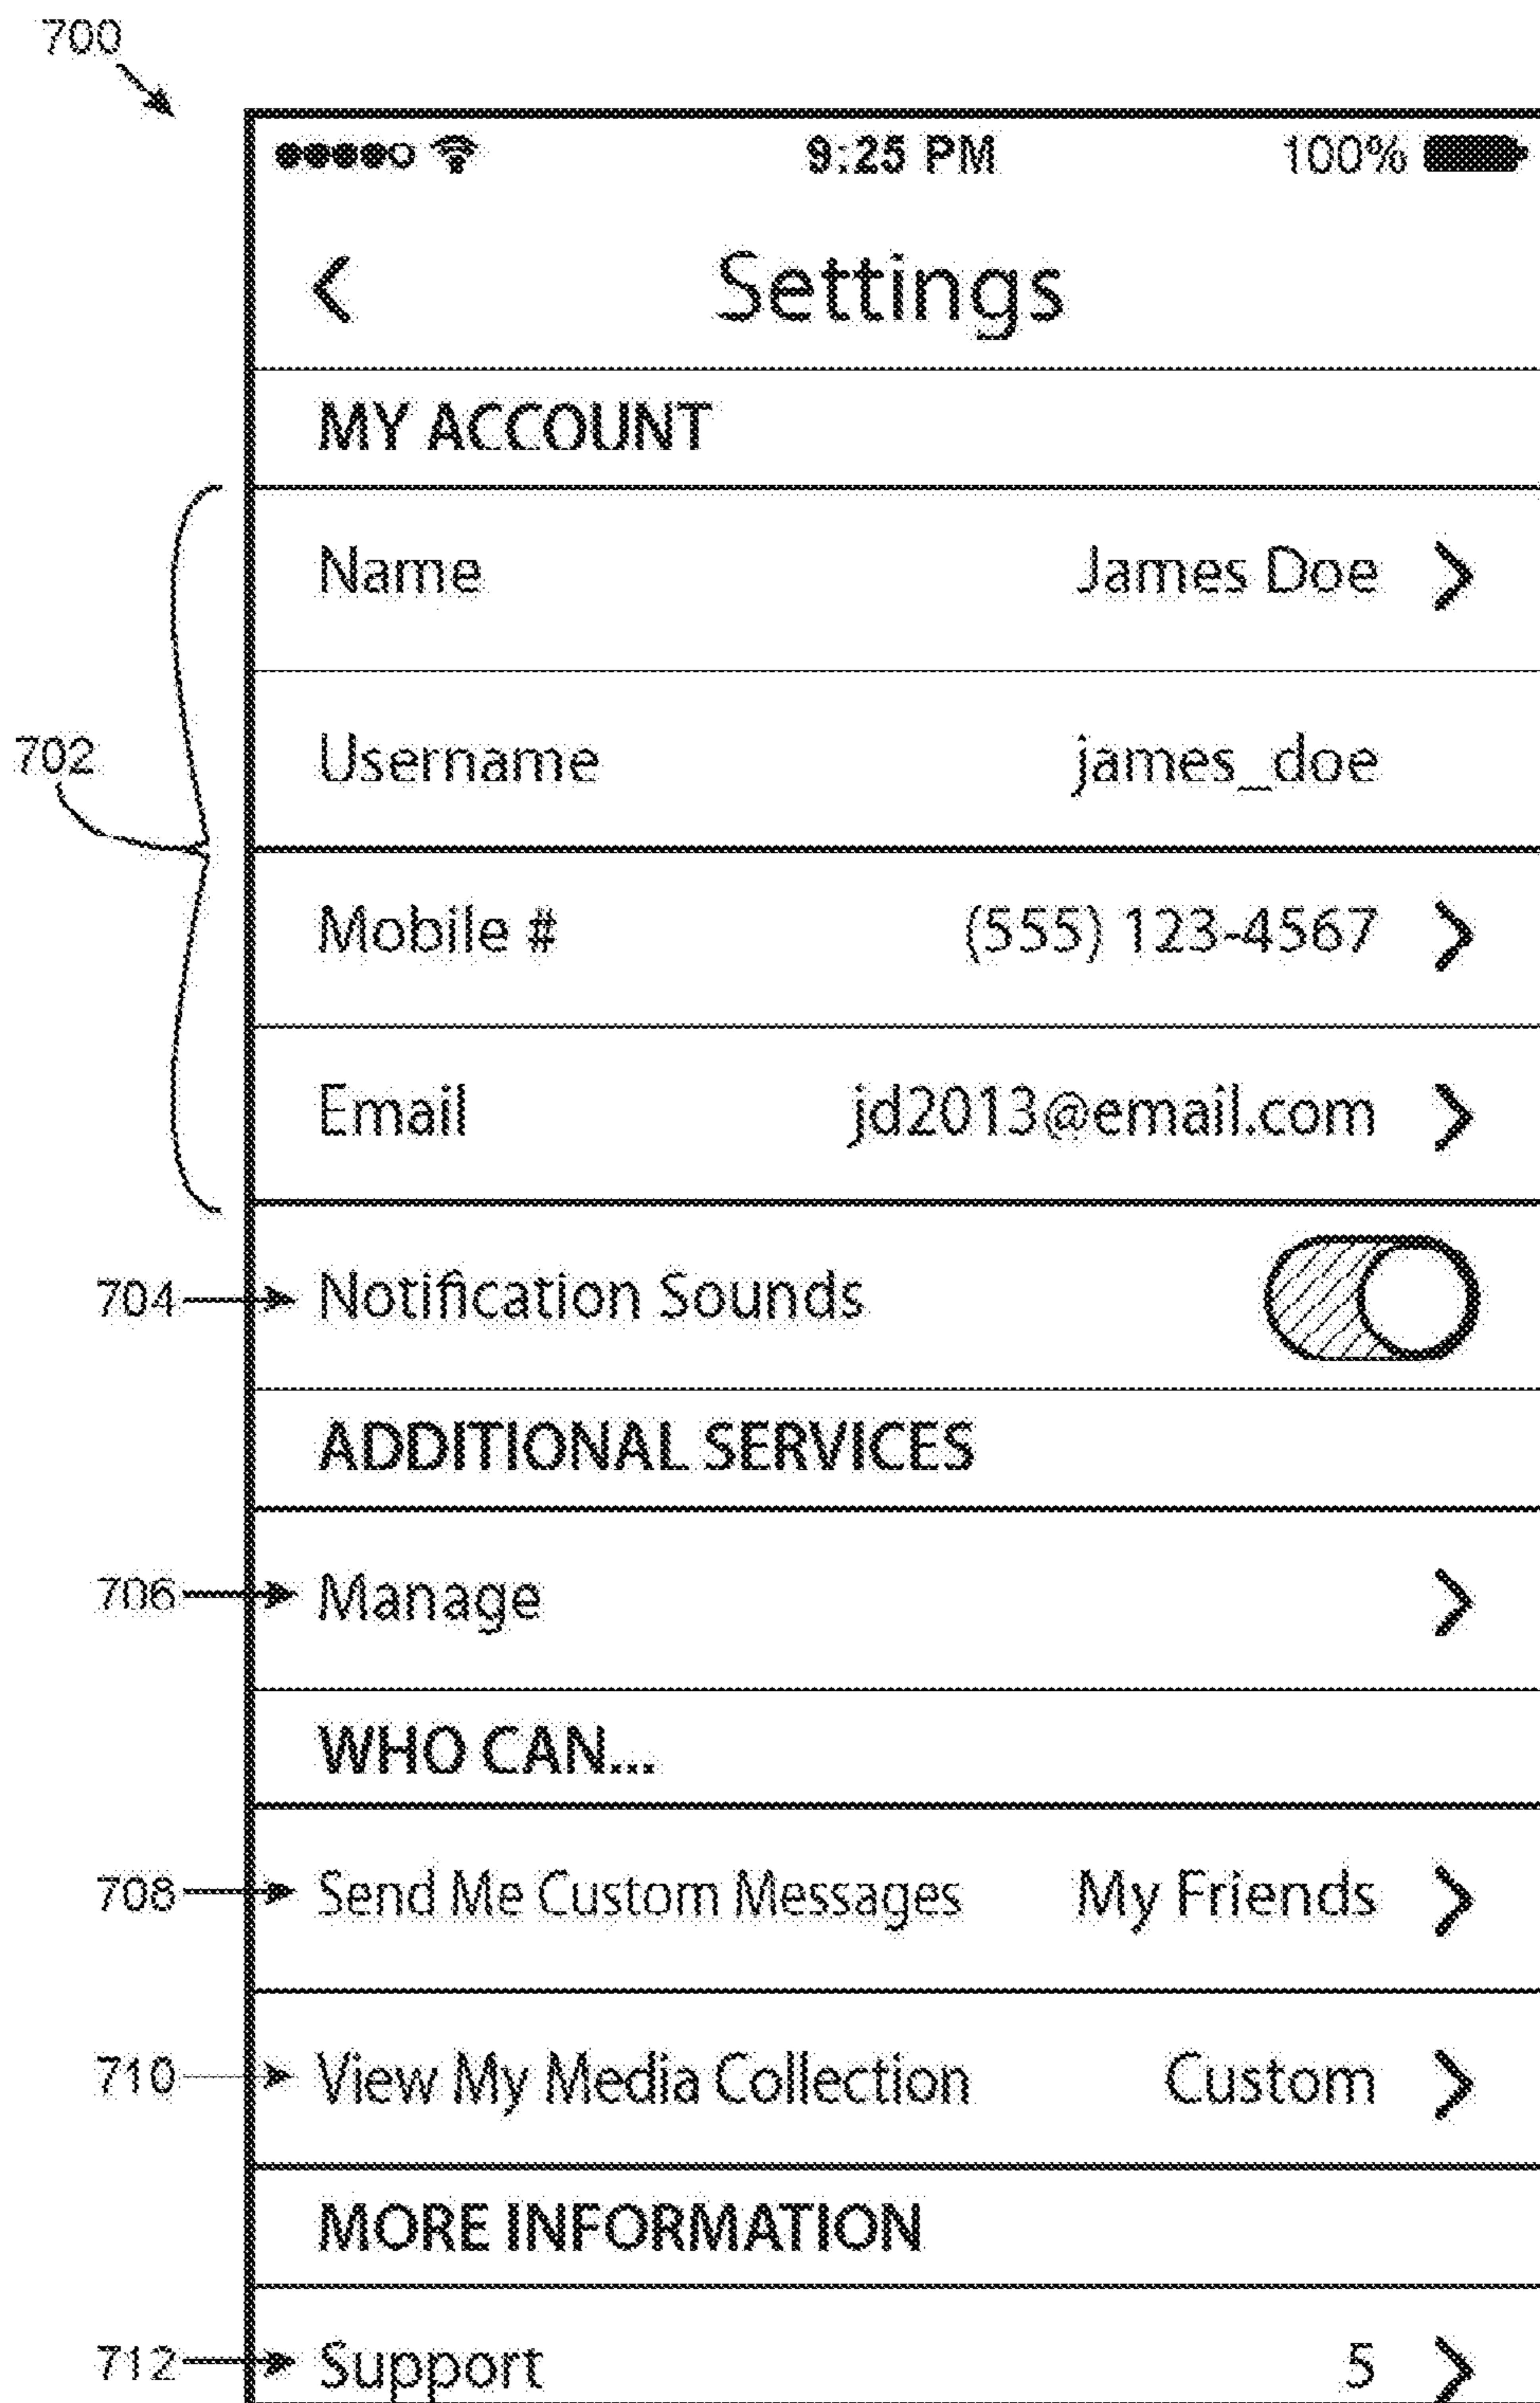 700
9:25 PM 100%
Settings
MY ACCOUNT
Name James Doe
702
Username james_doe
Mobile # (555) 123-4567
Email jd2013@email.com
704 Notification Sounds
ADDITIONAL SERVICES
706 Manage
WHO CAN...
708 Send Me Custom Messages My Friends
710 View My Media Collection Custom
MORE INFORMATION
712 Support 5